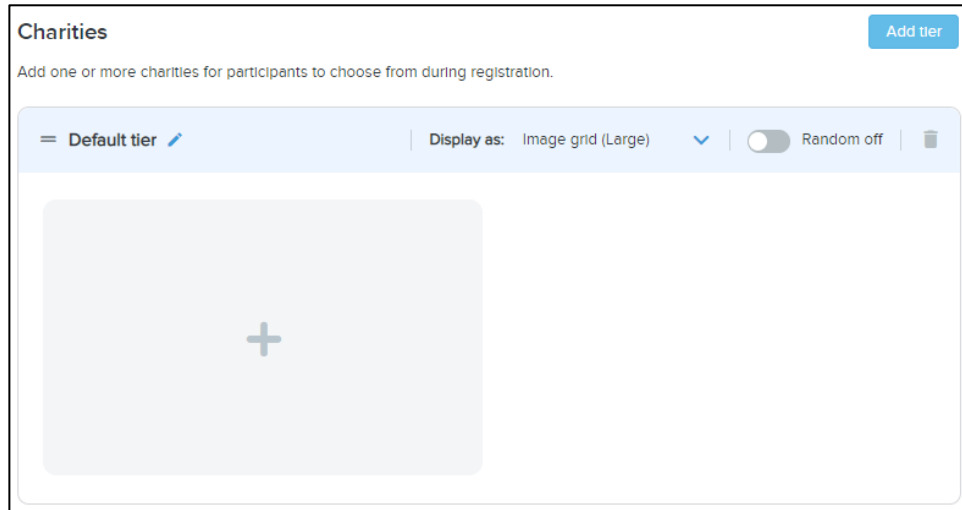 Charities
Add tier
Add one or more charities for participants to choose from during registration.
Default tier Display as: Image grid (Large) Random off